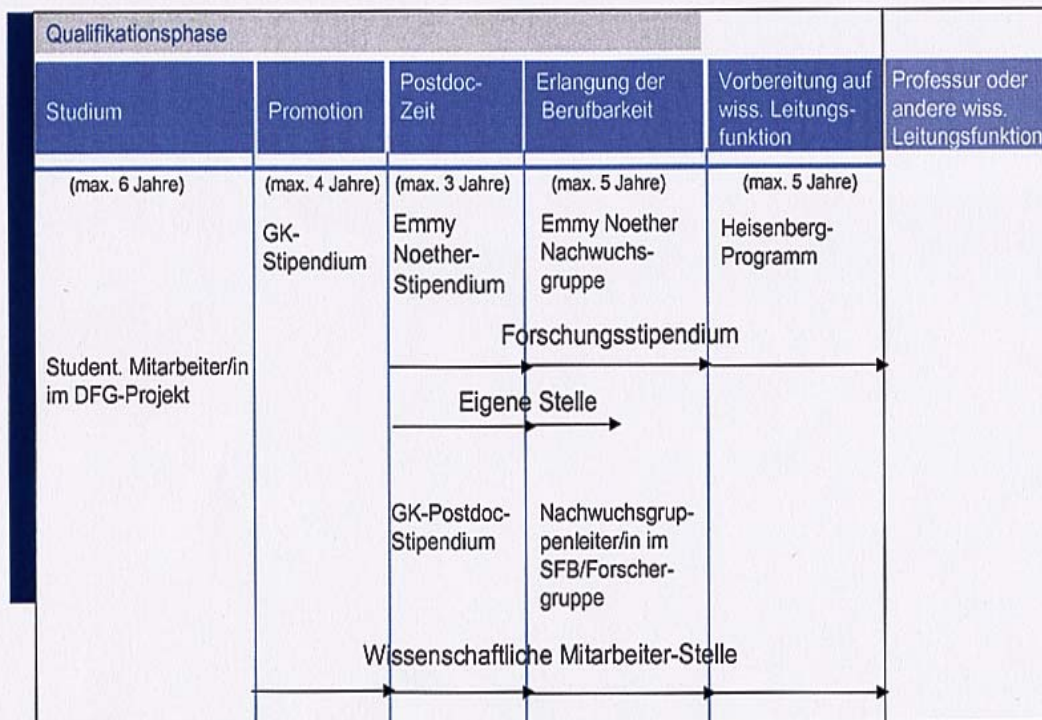 Qualifikationsphase
Studium
Promotion
Postdoc-
Zeit
Erlangung der
Berufbarkeit
Vorbereitung auf
wiss. Leitungs-
funktion
Professur oder
andere wiss.
Leitungsfunktion
(max. 6 Jahre)
(max. 4 Jahre)
(max. 3 Jahre)
(max. 5 Jahre)
(max. 5 Jahre)
GK-
Stipendium
Emmy
Noether-
Stipendium
Emmy Noether
Nachwuchs-
gruppe
Heisenberg-
Programm
Forschungsstipendium
Student. Mitarbeiter/in
im DFG-Projekt
Eigene Stelle
GK-Postdoc-
Stipendium
Nachwuchsgrup-
penleiter/in im
SFB/Forscher-
gruppe
Wissenschaftliche Mitarbeiter-Stelle